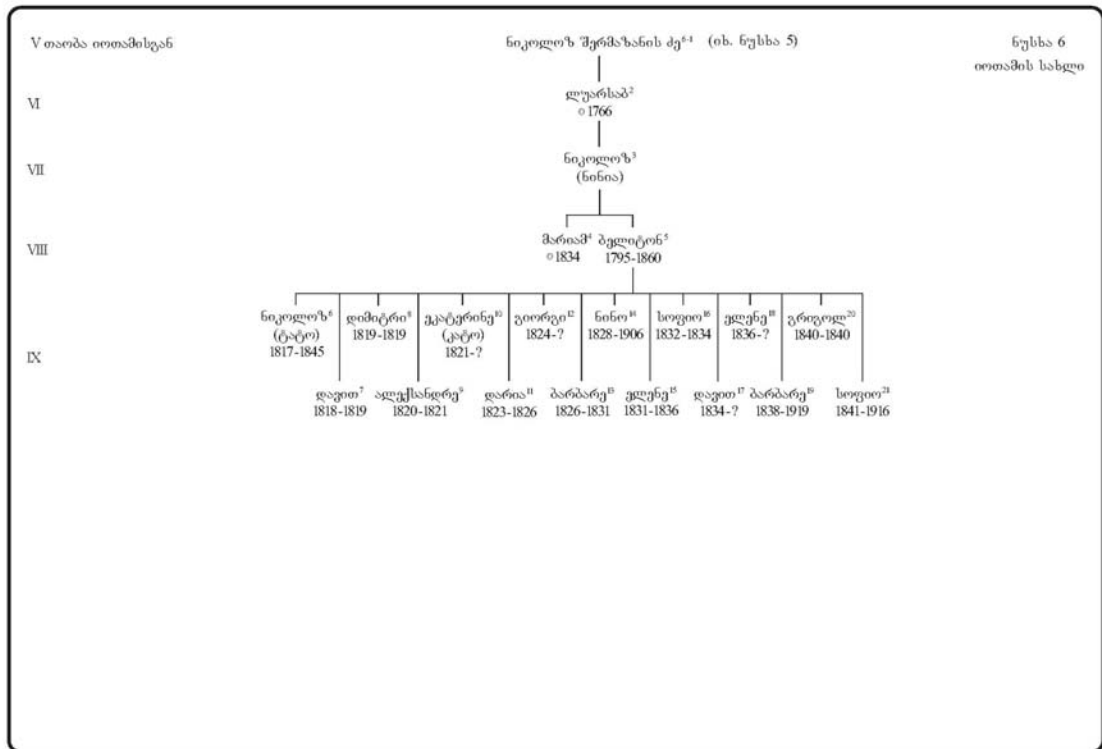 V თაობა იოთამისგან
ნიკოლოზ შერმაზანის ძე⁶⁻¹ (იხ. ნუსხა 5)
ნუსხა 6
იოთამის სახლი
VI
ლუარსაბ²
○ 1766
VII
ნიკოლოზ³
(ნინია)
VIII
მარიამ⁴ ბელიტონ⁵
○ 1834 1795-1860
IX
ნიკოლოზ⁶ დიმიტრი⁸ ეკატერინე¹⁰ გიორგი¹² ნინო¹⁴ სოფიო¹⁶ ელენე¹⁸ გრიგოლ²⁰
(ტატო) 1819-1819 (კატო) 1824-? 1828-1906 1832-1834 1836-? 1840-1840
1817-1845 1821-?
დავით⁷ ალექსანდრე⁹ დარია¹¹ ბარბარე¹³ ელენე¹⁵ დავით¹⁷ ბარბარე¹⁹ სოფიო²¹
1818-1819 1820-1821 1823-1826 1826-1831 1831-1836 1834-? 1838-1919 1841-1916